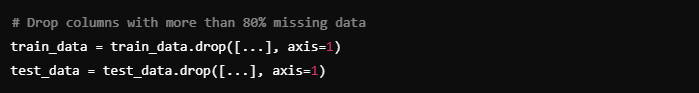 # Drop columns with more than 80% missing data
train_data = train_data.drop([...], axis=1)
test_data = test_data.drop([...], axis=1)